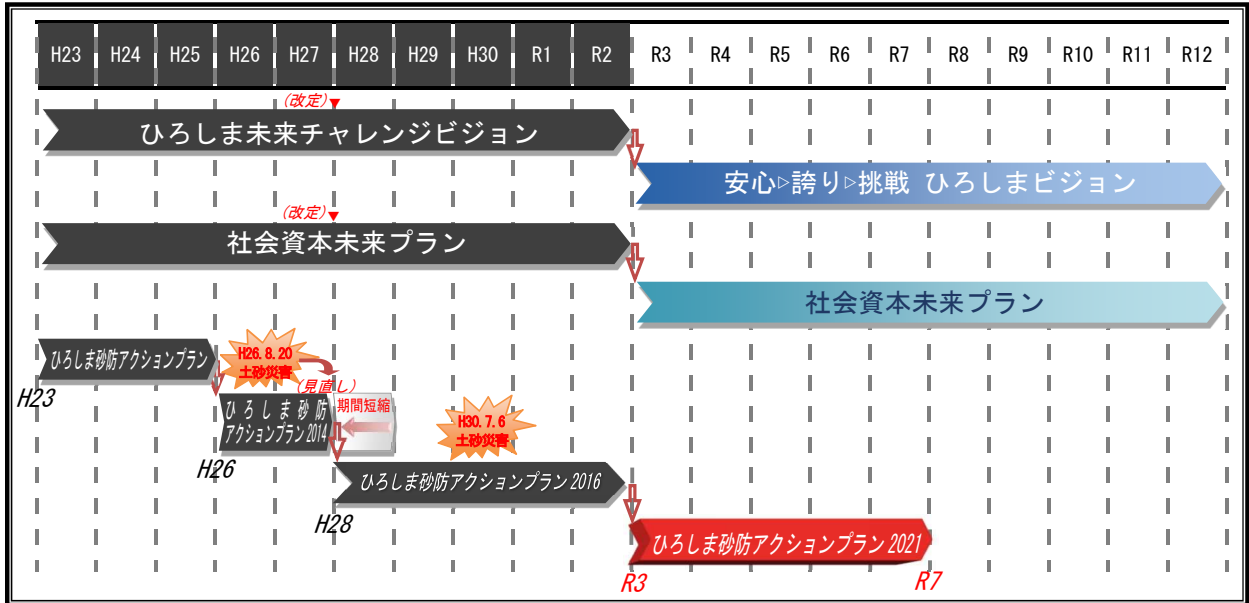 H23 H24 H25 H26 H27 H28 H29 H30 R1 R2 R3 R4 R5 R6 R7 R8 R9 R10 R11 R12
(改定)▼
ひろしま未来チャレンジビジョン
安心▷誇り▷挑戦 ひろしまビジョン
(改定)▼
社会資本未来プラン
社会資本未来プラン
ひろしま砂防アクションプラン
H23
H26.8.20
土砂災害
(見直し)
ひろしま砂防
アクションプラン2014
期間短縮
H26
H30.7.6
土砂災害
ひろしま砂防アクションプラン2016
H28
ひろしま砂防アクションプラン2021
R3
R7